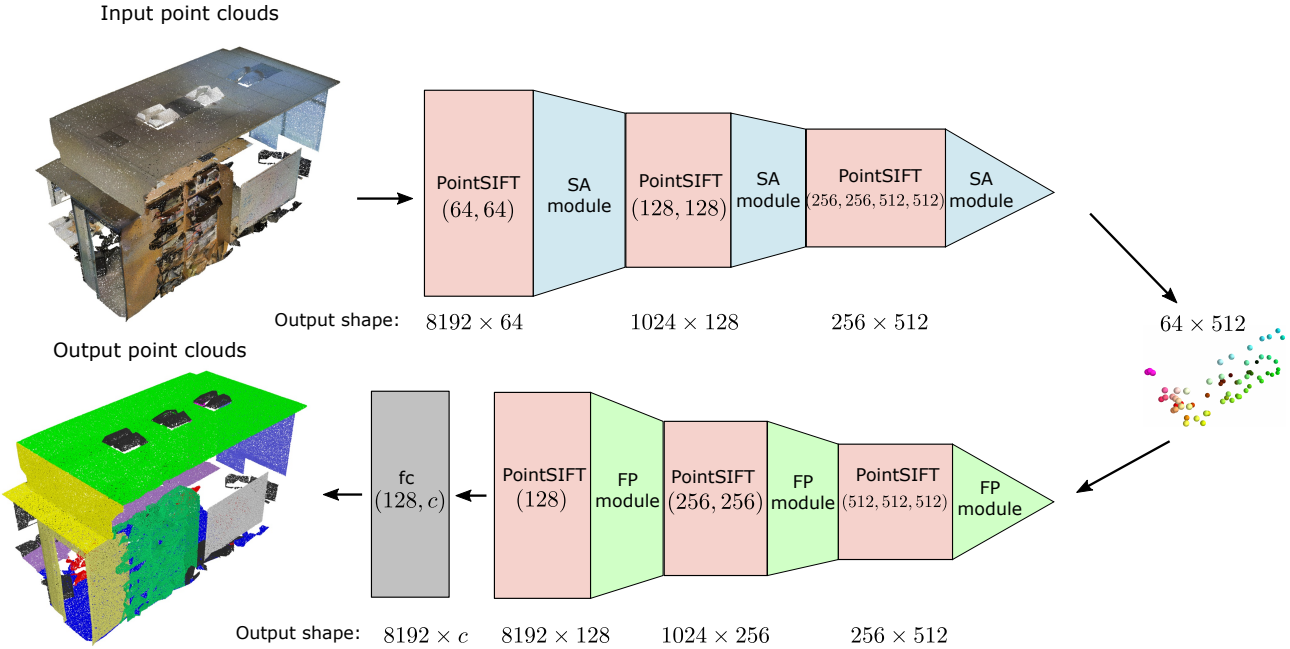 Input point clouds
PointSIFT
(64, 64)
SA
module
PointSIFT
(128, 128)
SA
module
PointSIFT
(256, 256, 512, 512)
SA
module
Output shape:
8192 × 64
1024 × 128
256 × 512
64 × 512
Output point clouds
fc
(128, c)
PointSIFT
(128)
FP
module
PointSIFT
(256, 256)
FP
module
PointSIFT
(512, 512, 512)
FP
module
Output shape:
8192 × c
8192 × 128
1024 × 256
256 × 512